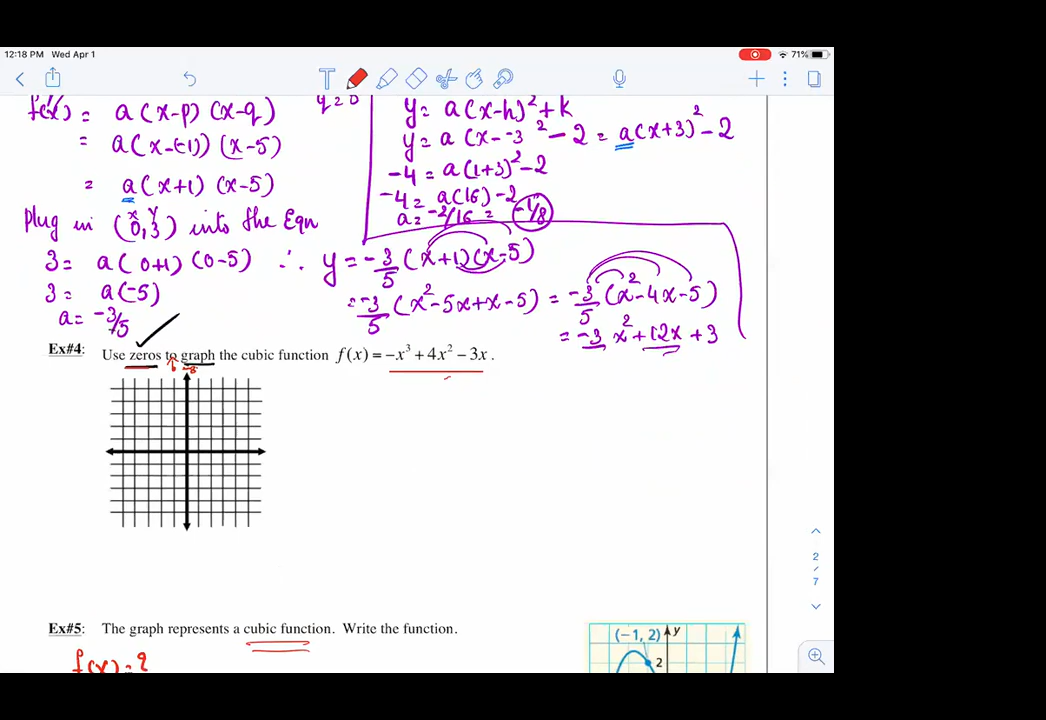 12:18 PM Wed Apr 1
71%
T
f(x) = a(x-p)(x-q)
= a(x-(-1))(x-5)
= a(x+1)(x-5)
Plug in (0,3) into the Eqn
x y
3 = a(0+1)(0-5)
3 = a(-5)
a = -3/5
y = a(x-h)²+k
y = a(x--3²-2 = a(x+3)²-2
-4 = a(1+3)²-2
-4 = a(16)-2
a = -2/16 = -1/8
∴ y = -3/5 (x+1)(x-5)
= -3/5 (x²-5x+x-5) = -3/5 (x²-4x-5)
= -3 x²+12x+3
Ex#4: Use zeros to graph the cubic function f(x) = −x³ + 4x² − 3x .
2
/
7
Ex#5: The graph represents a cubic function. Write the function.
f(x) = ?
(−1, 2)
y
2